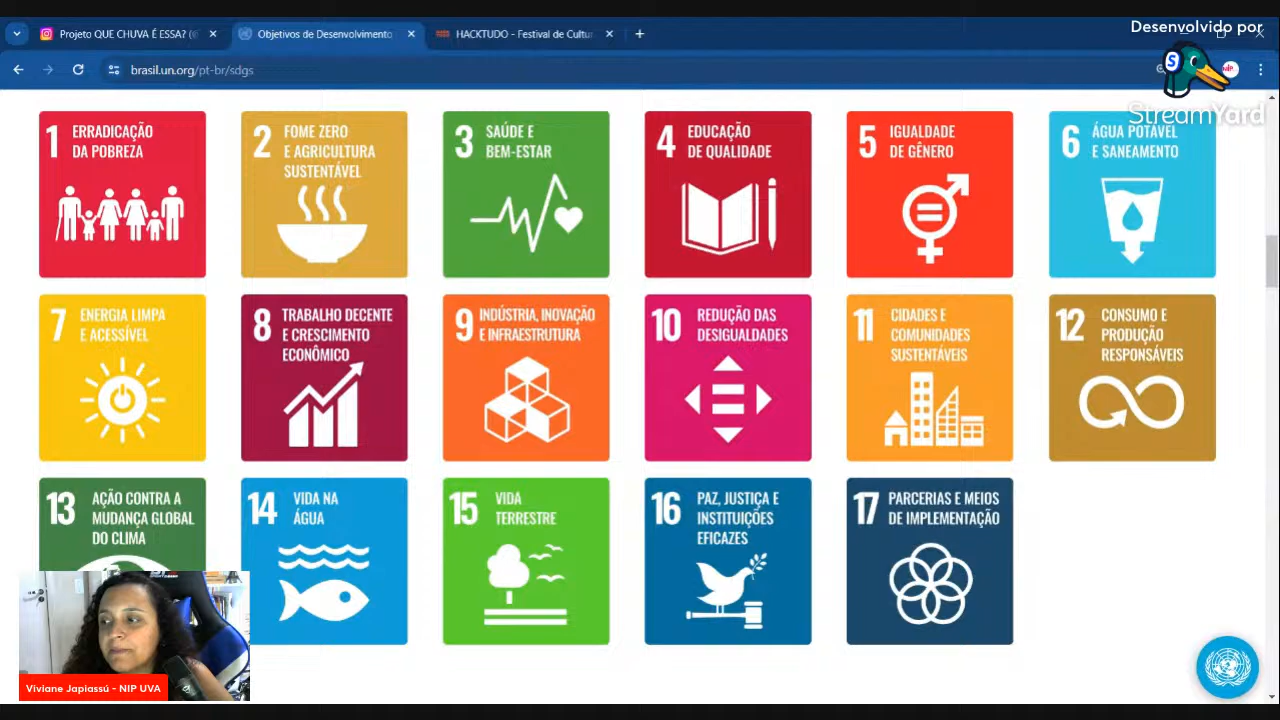 Projeto QUE CHUVA É ESSA? (
Objetivos de Desenvolvimento
HACKTUDO - Festival de Cultur
Desenvolvido por
brasil.un.org/pt-br/sdgs
StreamYard
1 ERRADICAÇÃO
DA POBREZA
2 FOME ZERO
E AGRICULTURA
SUSTENTÁVEL
3 SAÚDE E
BEM-ESTAR
4 EDUCAÇÃO
DE QUALIDADE
5 IGUALDADE
DE GÊNERO
6 ÁGUA POTÁVEL
E SANEAMENTO
7 ENERGIA LIMPA
E ACESSÍVEL
8 TRABALHO DECENTE
E CRESCIMENTO
ECONÔMICO
9 INDÚSTRIA, INOVAÇÃO
E INFRAESTRUTURA
10 REDUÇÃO DAS
DESIGUALDADES
11 CIDADES E
COMUNIDADES
SUSTENTÁVEIS
12 CONSUMO E
PRODUÇÃO
RESPONSÁVEIS
13 AÇÃO CONTRA A
MUDANÇA GLOBAL
DO CLIMA
14 VIDA NA
ÁGUA
15 VIDA
TERRESTRE
16 PAZ, JUSTIÇA E
INSTITUIÇÕES
EFICAZES
17 PARCERIAS E MEIOS
DE IMPLEMENTAÇÃO
Viviane Japiassú - NIP UVA